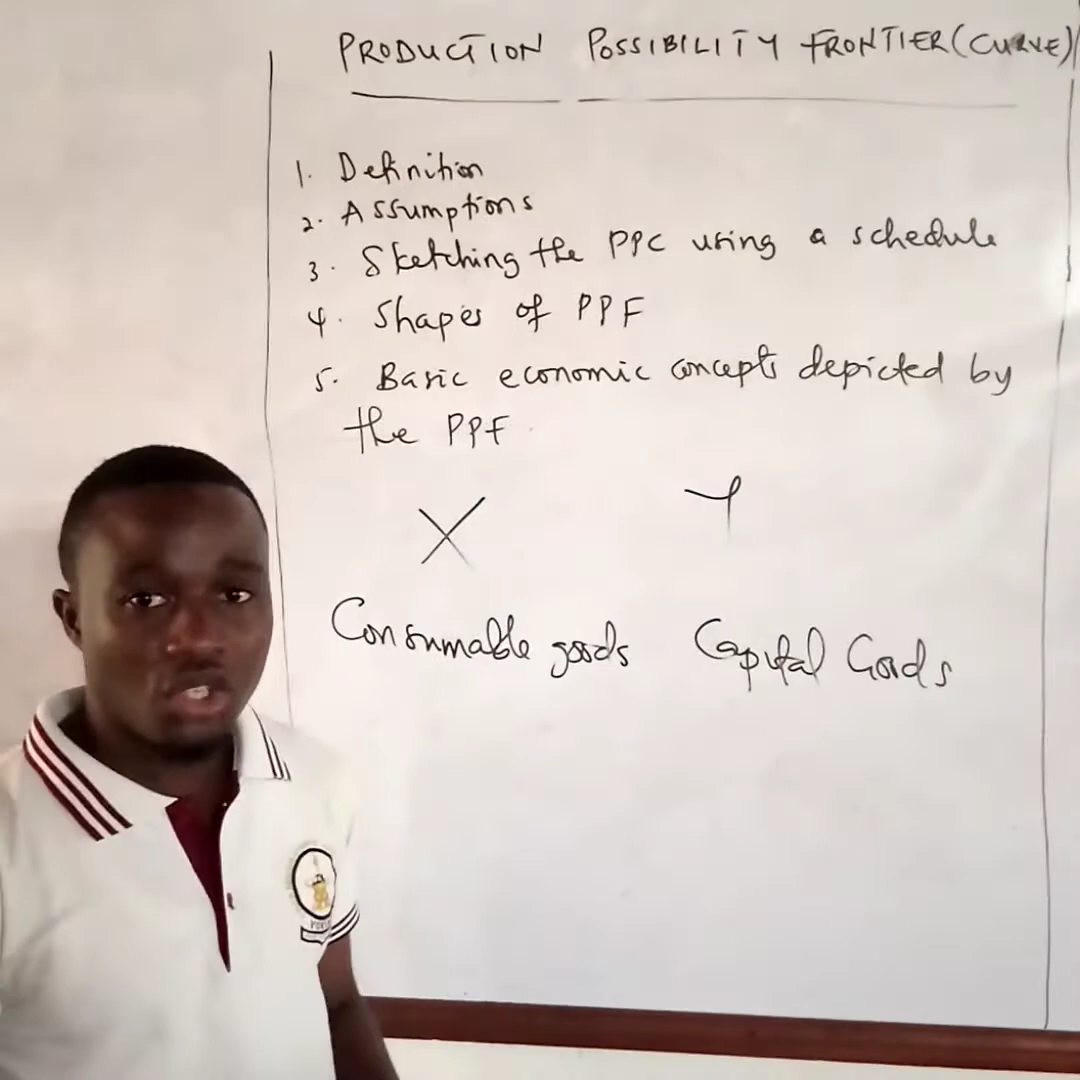 PRODUCTION POSSIBILITY FRONTIER (CURVE)
1. Definition
2. Assumptions
3. Sketching the PPC using a schedule
4. Shapes of PPF
5. Basic economic concepts depicted by
the PPF
X Y
Consumable goods Capital Goods